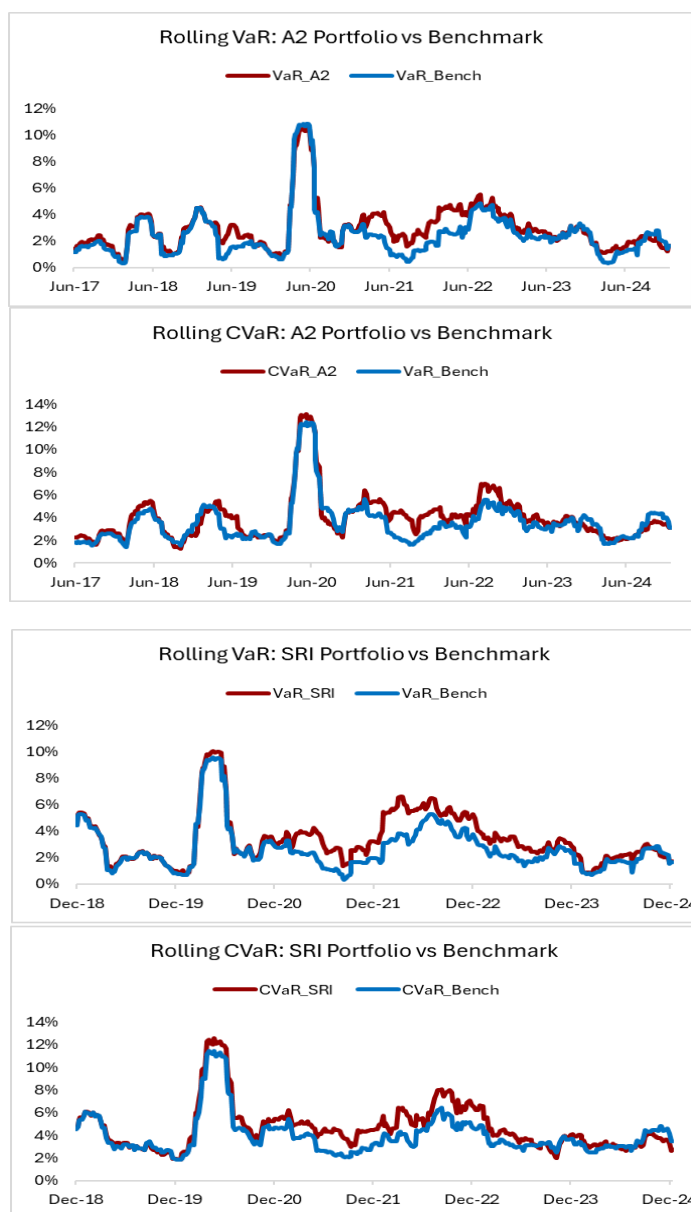 Rolling VaR: A2 Portfolio vs Benchmark
VaR_A2 VaR_Bench
12%
10%
8%
6%
4%
2%
0%
Jun-17 Jun-18 Jun-19 Jun-20 Jun-21 Jun-22 Jun-23 Jun-24
Rolling CVaR: A2 Portfolio vs Benchmark
CVaR_A2 VaR_Bench
14%
12%
10%
8%
6%
4%
2%
0%
Jun-17 Jun-18 Jun-19 Jun-20 Jun-21 Jun-22 Jun-23 Jun-24
Rolling VaR: SRI Portfolio vs Benchmark
VaR_SRI VaR_Bench
12%
10%
8%
6%
4%
2%
0%
Dec-18 Dec-19 Dec-20 Dec-21 Dec-22 Dec-23 Dec-24
Rolling CVaR: SRI Portfolio vs Benchmark
CVaR_SRI CVaR_Bench
14%
12%
10%
8%
6%
4%
2%
0%
Dec-18 Dec-19 Dec-20 Dec-21 Dec-22 Dec-23 Dec-24